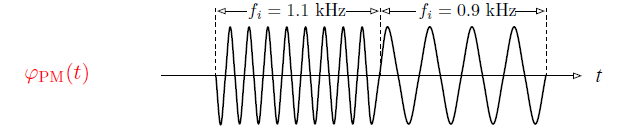 f_i = 1.1 kHz f_i = 0.9 kHz
φ_PM(t) t